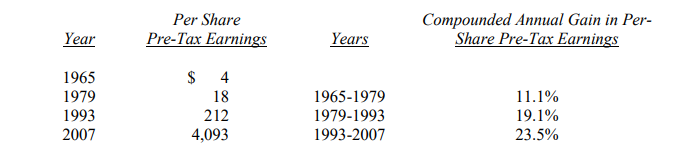 Per Share Compounded Annual Gain in Per-
Year Pre-Tax Earnings Years Share Pre-Tax Earnings
1965 $ 4
1979 18 1965-1979 11.1%
1993 212 1979-1993 19.1%
2007 4,093 1993-2007 23.5%